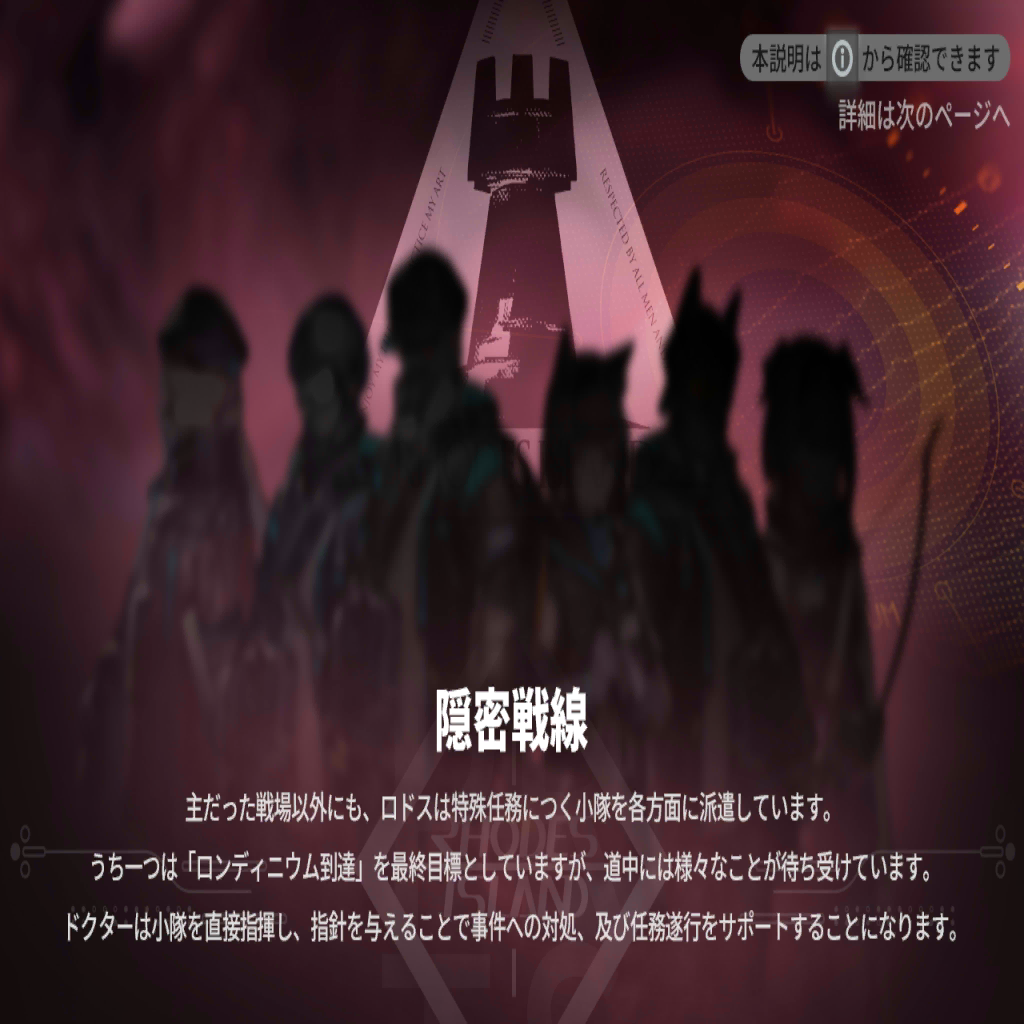 本説明は ⓘ から確認できます
詳細は次のページへ
RESPECTED BY ALL MEN
隠密戦線
主だった戦場以外にも、ロドスは特殊任務につく小隊を各方面に派遣しています。
うち一つは「ロンディニウム到達」を最終目標としていますが、道中には様々なことが待ち受けています。
RHODES
ISLAND
ドクターは小隊を直接指揮し、指針を与えることで事件への対処、及び任務遂行をサポートすることになります。